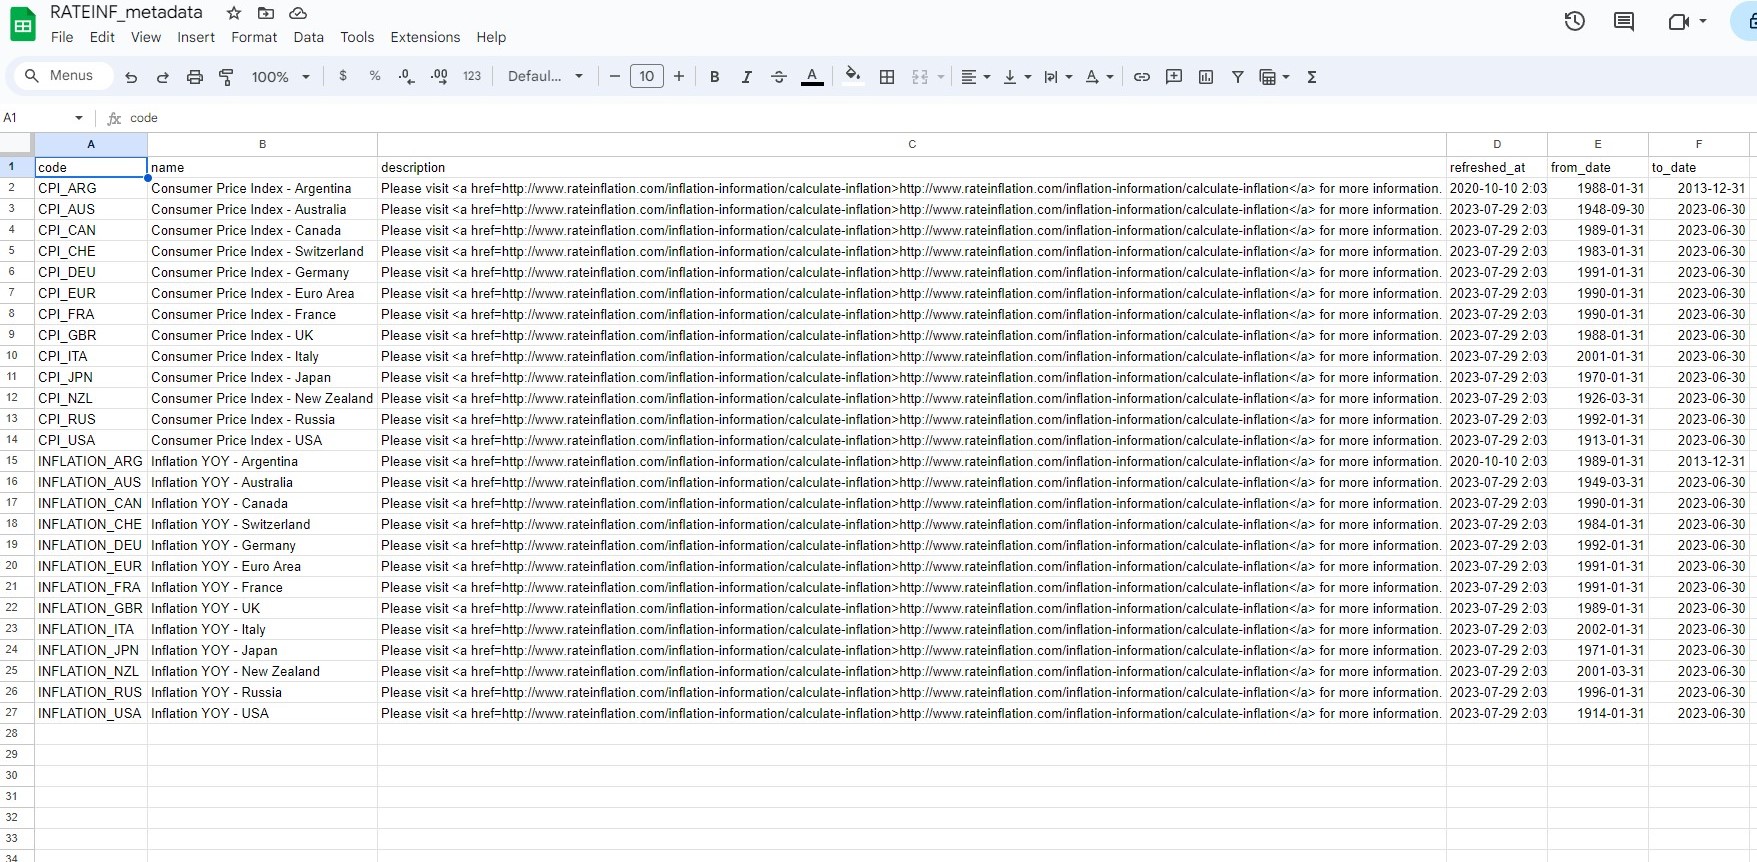 RATEINF_metadata
File Edit View Insert Format Data Tools Extensions Help
Menus 100% $ % .0 .00 123 Defaul... 10 B I A
A1 fx code
A B C D E F
1 code name description refreshed_at from_date to_date
2 CPI_ARG Consumer Price Index - Argentina Please visit <a href=http://www.rateinflation.com/inflation-information/calculate-inflation>http://www.rateinflation.com/inflation-information/calculate-inflation</a> for more information. 2020-10-10 2:03 1988-01-31 2013-12-31
3 CPI_AUS Consumer Price Index - Australia Please visit <a href=http://www.rateinflation.com/inflation-information/calculate-inflation>http://www.rateinflation.com/inflation-information/calculate-inflation</a> for more information. 2023-07-29 2:03 1948-09-30 2023-06-30
4 CPI_CAN Consumer Price Index - Canada Please visit <a href=http://www.rateinflation.com/inflation-information/calculate-inflation>http://www.rateinflation.com/inflation-information/calculate-inflation</a> for more information. 2023-07-29 2:03 1989-01-31 2023-06-30
5 CPI_CHE Consumer Price Index - Switzerland Please visit <a href=http://www.rateinflation.com/inflation-information/calculate-inflation>http://www.rateinflation.com/inflation-information/calculate-inflation</a> for more information. 2023-07-29 2:03 1983-01-31 2023-06-30
6 CPI_DEU Consumer Price Index - Germany Please visit <a href=http://www.rateinflation.com/inflation-information/calculate-inflation>http://www.rateinflation.com/inflation-information/calculate-inflation</a> for more information. 2023-07-29 2:03 1991-01-31 2023-06-30
7 CPI_EUR Consumer Price Index - Euro Area Please visit <a href=http://www.rateinflation.com/inflation-information/calculate-inflation>http://www.rateinflation.com/inflation-information/calculate-inflation</a> for more information. 2023-07-29 2:03 1990-01-31 2023-06-30
8 CPI_FRA Consumer Price Index - France Please visit <a href=http://www.rateinflation.com/inflation-information/calculate-inflation>http://www.rateinflation.com/inflation-information/calculate-inflation</a> for more information. 2023-07-29 2:03 1990-01-31 2023-06-30
9 CPI_GBR Consumer Price Index - UK Please visit <a href=http://www.rateinflation.com/inflation-information/calculate-inflation>http://www.rateinflation.com/inflation-information/calculate-inflation</a> for more information. 2023-07-29 2:03 1988-01-31 2023-06-30
10 CPI_ITA Consumer Price Index - Italy Please visit <a href=http://www.rateinflation.com/inflation-information/calculate-inflation>http://www.rateinflation.com/inflation-information/calculate-inflation</a> for more information. 2023-07-29 2:03 2001-01-31 2023-06-30
11 CPI_JPN Consumer Price Index - Japan Please visit <a href=http://www.rateinflation.com/inflation-information/calculate-inflation>http://www.rateinflation.com/inflation-information/calculate-inflation</a> for more information. 2023-07-29 2:03 1970-01-31 2023-06-30
12 CPI_NZL Consumer Price Index - New Zealand Please visit <a href=http://www.rateinflation.com/inflation-information/calculate-inflation>http://www.rateinflation.com/inflation-information/calculate-inflation</a> for more information. 2023-07-29 2:03 1926-03-31 2023-06-30
13 CPI_RUS Consumer Price Index - Russia Please visit <a href=http://www.rateinflation.com/inflation-information/calculate-inflation>http://www.rateinflation.com/inflation-information/calculate-inflation</a> for more information. 2023-07-29 2:03 1992-01-31 2023-06-30
14 CPI_USA Consumer Price Index - USA Please visit <a href=http://www.rateinflation.com/inflation-information/calculate-inflation>http://www.rateinflation.com/inflation-information/calculate-inflation</a> for more information. 2023-07-29 2:03 1913-01-31 2023-06-30
15 INFLATION_ARG Inflation YOY - Argentina Please visit <a href=http://www.rateinflation.com/inflation-information/calculate-inflation>http://www.rateinflation.com/inflation-information/calculate-inflation</a> for more information. 2020-10-10 2:03 1989-01-31 2013-12-31
16 INFLATION_AUS Inflation YOY - Australia Please visit <a href=http://www.rateinflation.com/inflation-information/calculate-inflation>http://www.rateinflation.com/inflation-information/calculate-inflation</a> for more information. 2023-07-29 2:03 1949-03-31 2023-06-30
17 INFLATION_CAN Inflation YOY - Canada Please visit <a href=http://www.rateinflation.com/inflation-information/calculate-inflation>http://www.rateinflation.com/inflation-information/calculate-inflation</a> for more information. 2023-07-29 2:03 1990-01-31 2023-06-30
18 INFLATION_CHE Inflation YOY - Switzerland Please visit <a href=http://www.rateinflation.com/inflation-information/calculate-inflation>http://www.rateinflation.com/inflation-information/calculate-inflation</a> for more information. 2023-07-29 2:03 1984-01-31 2023-06-30
19 INFLATION_DEU Inflation YOY - Germany Please visit <a href=http://www.rateinflation.com/inflation-information/calculate-inflation>http://www.rateinflation.com/inflation-information/calculate-inflation</a> for more information. 2023-07-29 2:03 1992-01-31 2023-06-30
20 INFLATION_EUR Inflation YOY - Euro Area Please visit <a href=http://www.rateinflation.com/inflation-information/calculate-inflation>http://www.rateinflation.com/inflation-information/calculate-inflation</a> for more information. 2023-07-29 2:03 1991-01-31 2023-06-30
21 INFLATION_FRA Inflation YOY - France Please visit <a href=http://www.rateinflation.com/inflation-information/calculate-inflation>http://www.rateinflation.com/inflation-information/calculate-inflation</a> for more information. 2023-07-29 2:03 1991-01-31 2023-06-30
22 INFLATION_GBR Inflation YOY - UK Please visit <a href=http://www.rateinflation.com/inflation-information/calculate-inflation>http://www.rateinflation.com/inflation-information/calculate-inflation</a> for more information. 2023-07-29 2:03 1989-01-31 2023-06-30
23 INFLATION_ITA Inflation YOY - Italy Please visit <a href=http://www.rateinflation.com/inflation-information/calculate-inflation>http://www.rateinflation.com/inflation-information/calculate-inflation</a> for more information. 2023-07-29 2:03 2002-01-31 2023-06-30
24 INFLATION_JPN Inflation YOY - Japan Please visit <a href=http://www.rateinflation.com/inflation-information/calculate-inflation>http://www.rateinflation.com/inflation-information/calculate-inflation</a> for more information. 2023-07-29 2:03 1971-01-31 2023-06-30
25 INFLATION_NZL Inflation YOY - New Zealand Please visit <a href=http://www.rateinflation.com/inflation-information/calculate-inflation>http://www.rateinflation.com/inflation-information/calculate-inflation</a> for more information. 2023-07-29 2:03 2001-03-31 2023-06-30
26 INFLATION_RUS Inflation YOY - Russia Please visit <a href=http://www.rateinflation.com/inflation-information/calculate-inflation>http://www.rateinflation.com/inflation-information/calculate-inflation</a> for more information. 2023-07-29 2:03 1996-01-31 2023-06-30
27 INFLATION_USA Inflation YOY - USA Please visit <a href=http://www.rateinflation.com/inflation-information/calculate-inflation>http://www.rateinflation.com/inflation-information/calculate-inflation</a> for more information. 2023-07-29 2:03 1914-01-31 2023-06-30
28
29
30
31
32
33
34